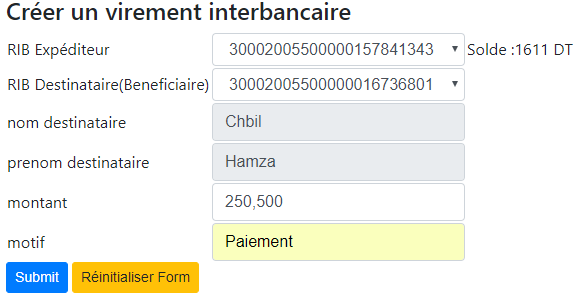 Créer un virement interbancaire
RIB Expéditeur 30002005500000157841343 Solde :1611 DT
RIB Destinataire(Beneficiaire) 30002005500000016736801
nom destinataire Chbil
prenom destinataire Hamza
montant 250,500
motif Paiement
Submit Réinitialiser Form